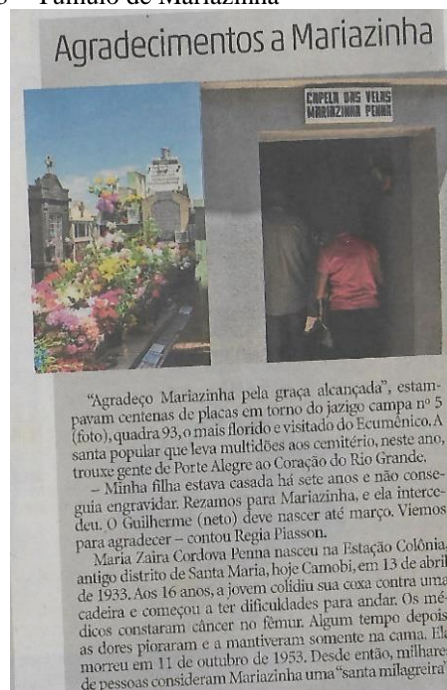 Túmulo de Mariazinha
Agradecimentos a Mariazinha
CAPELA DAS VELAS
MARIAZINHA PENNA
“Agradeço Mariazinha pela graça alcançada”, estam-
pavam centenas de placas em torno do jazigo campa nº 5
(foto), quadra 93, o mais florido e visitado do Ecumênico. A
santa popular que leva multidões aos cemitério, neste ano,
trouxe gente de Porte Alegre ao Coração do Rio Grande.
– Minha filha estava casada há sete anos e não conse-
guia engravidar. Rezamos para Mariazinha, e ela interce-
deu. O Guilherme (neto) deve nascer até março. Viemos
para agradecer – contou Regia Piasson.
Maria Zaira Cordova Penna nasceu na Estação Colônia,
antigo distrito de Santa Maria, hoje Camobi, em 13 de abril
de 1933. Aos 16 anos, a jovem colidiu sua coxa contra uma
cadeira e começou a ter dificuldades para andar. Os mé-
dicos constaram câncer no fêmur. Algum tempo depois
as dores pioraram e a mantiveram somente na cama. Ela
morreu em 11 de outubro de 1953. Desde então, milhares
de pessoas consideram Mariazinha uma “santa milagreira”